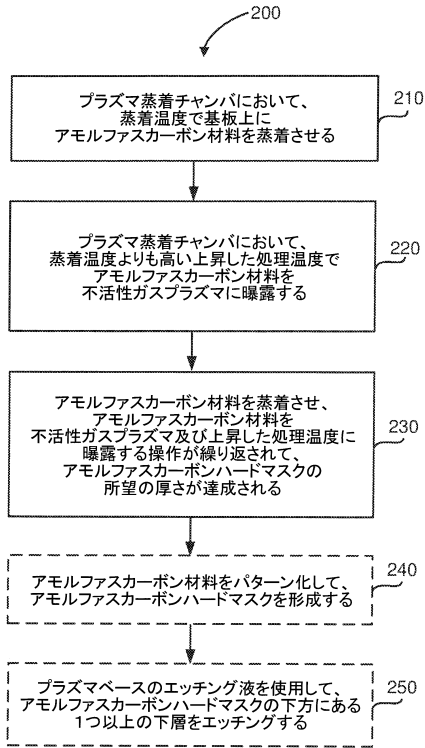 200
プラズマ蒸着チャンバにおいて、
蒸着温度で基板上に
アモルファスカーボン材料を蒸着させる
210
プラズマ蒸着チャンバにおいて、
蒸着温度よりも高い上昇した処理温度で
アモルファスカーボン材料を
不活性ガスプラズマに曝露する
220
アモルファスカーボン材料を蒸着させ、
アモルファスカーボン材料を
不活性ガスプラズマ及び上昇した処理温度に
曝露する操作が繰り返されて、
アモルファスカーボンハードマスクの
所望の厚さが達成される
230
アモルファスカーボン材料をパターン化して、
アモルファスカーボンハードマスクを形成する
240
プラズマベースのエッチング液を使用して、
アモルファスカーボンハードマスクの下方にある
1つ以上の下層をエッチングする
250